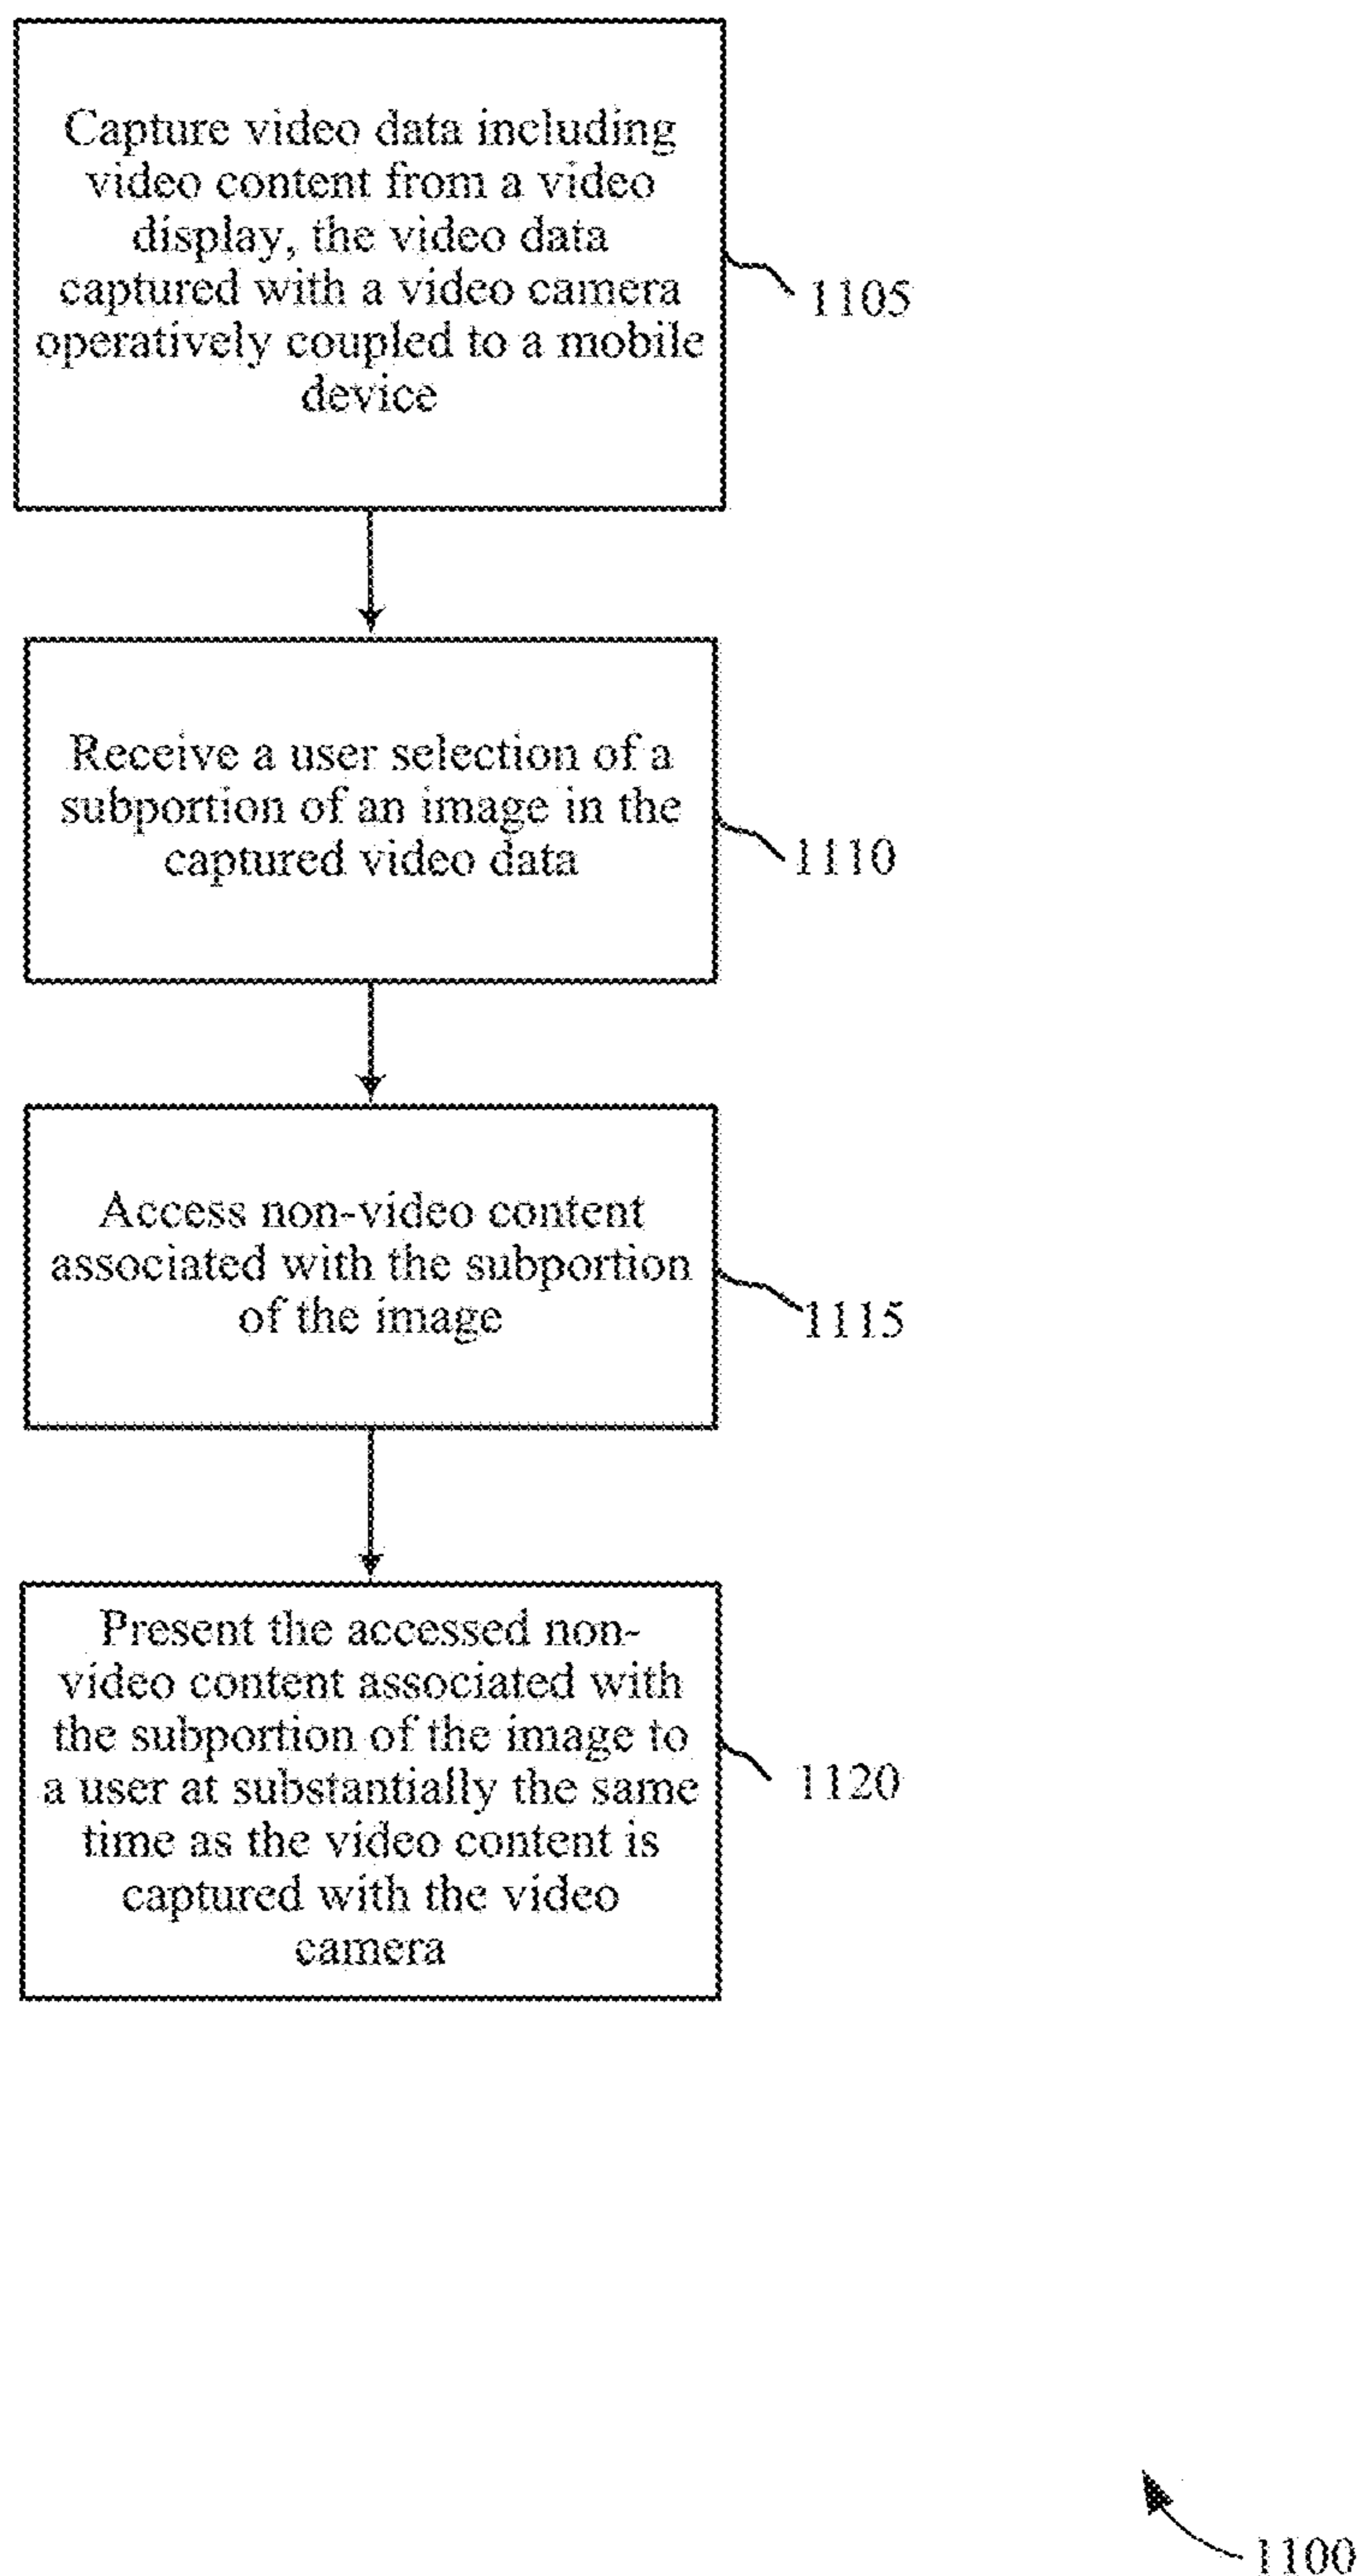 Capture video data including
video content from a video
display, the video data
captured with a video camera
operatively coupled to a mobile
device
1105
Receive a user selection of a
subportion of an image in the
captured video data
1110
Access non-video content
associated with the subportion
of the image
1115
Present the accessed non-
video content associated with
the subportion of the image to
a user at substantially the same
time as the video content is
captured with the video
camera
1120
1100